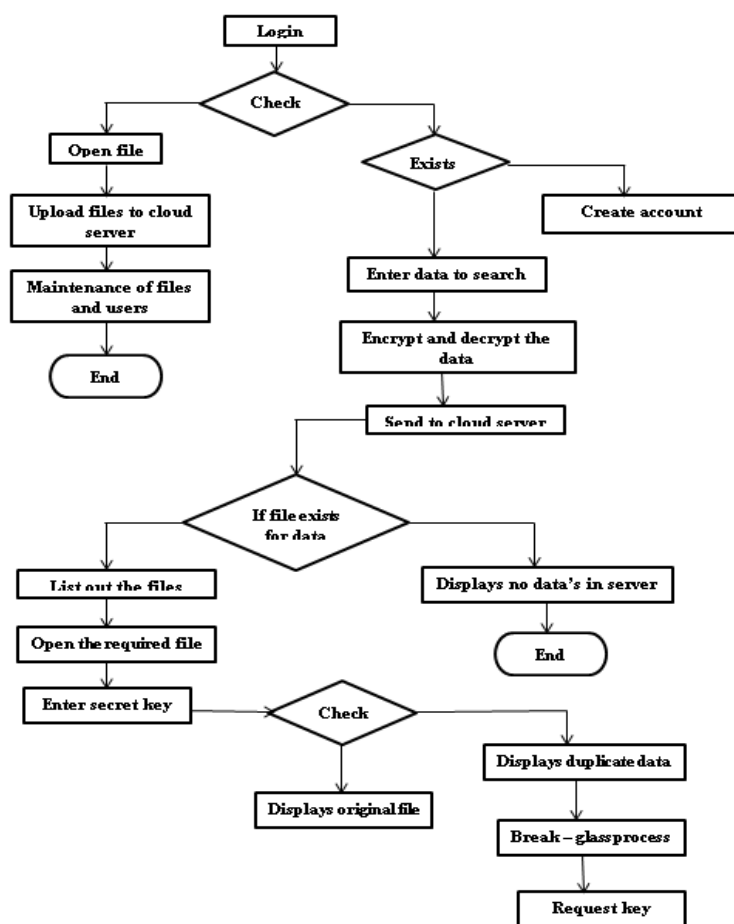 Login
Check
Open file
Exists
Upload files to cloud
server
Create account
Maintenance of files
and users
Enter data to search
End
Encrypt and decrypt the
data
Send to cloud server
If file exists
for data
List out the files
Displays no data's in server
Open the required file
End
Enter secret key
Check
Displays duplicate data
Displays original file
Break – glass process
Request key